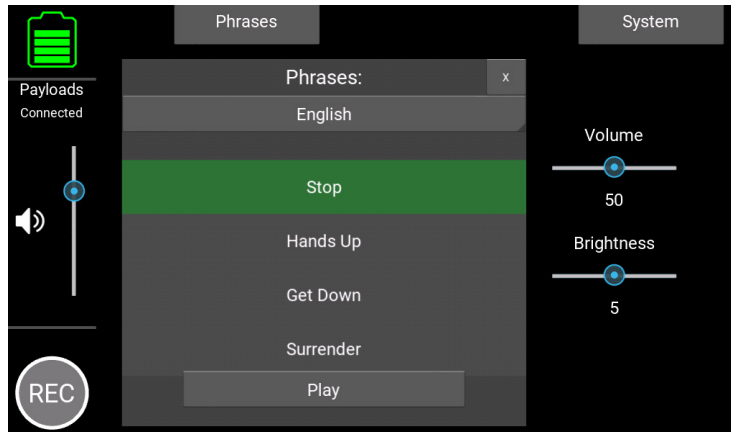 Phrases
System
Payloads
Connected
Phrases:
x
English
Stop
Hands Up
Get Down
Surrender
Play
Volume
50
Brightness
5
REC